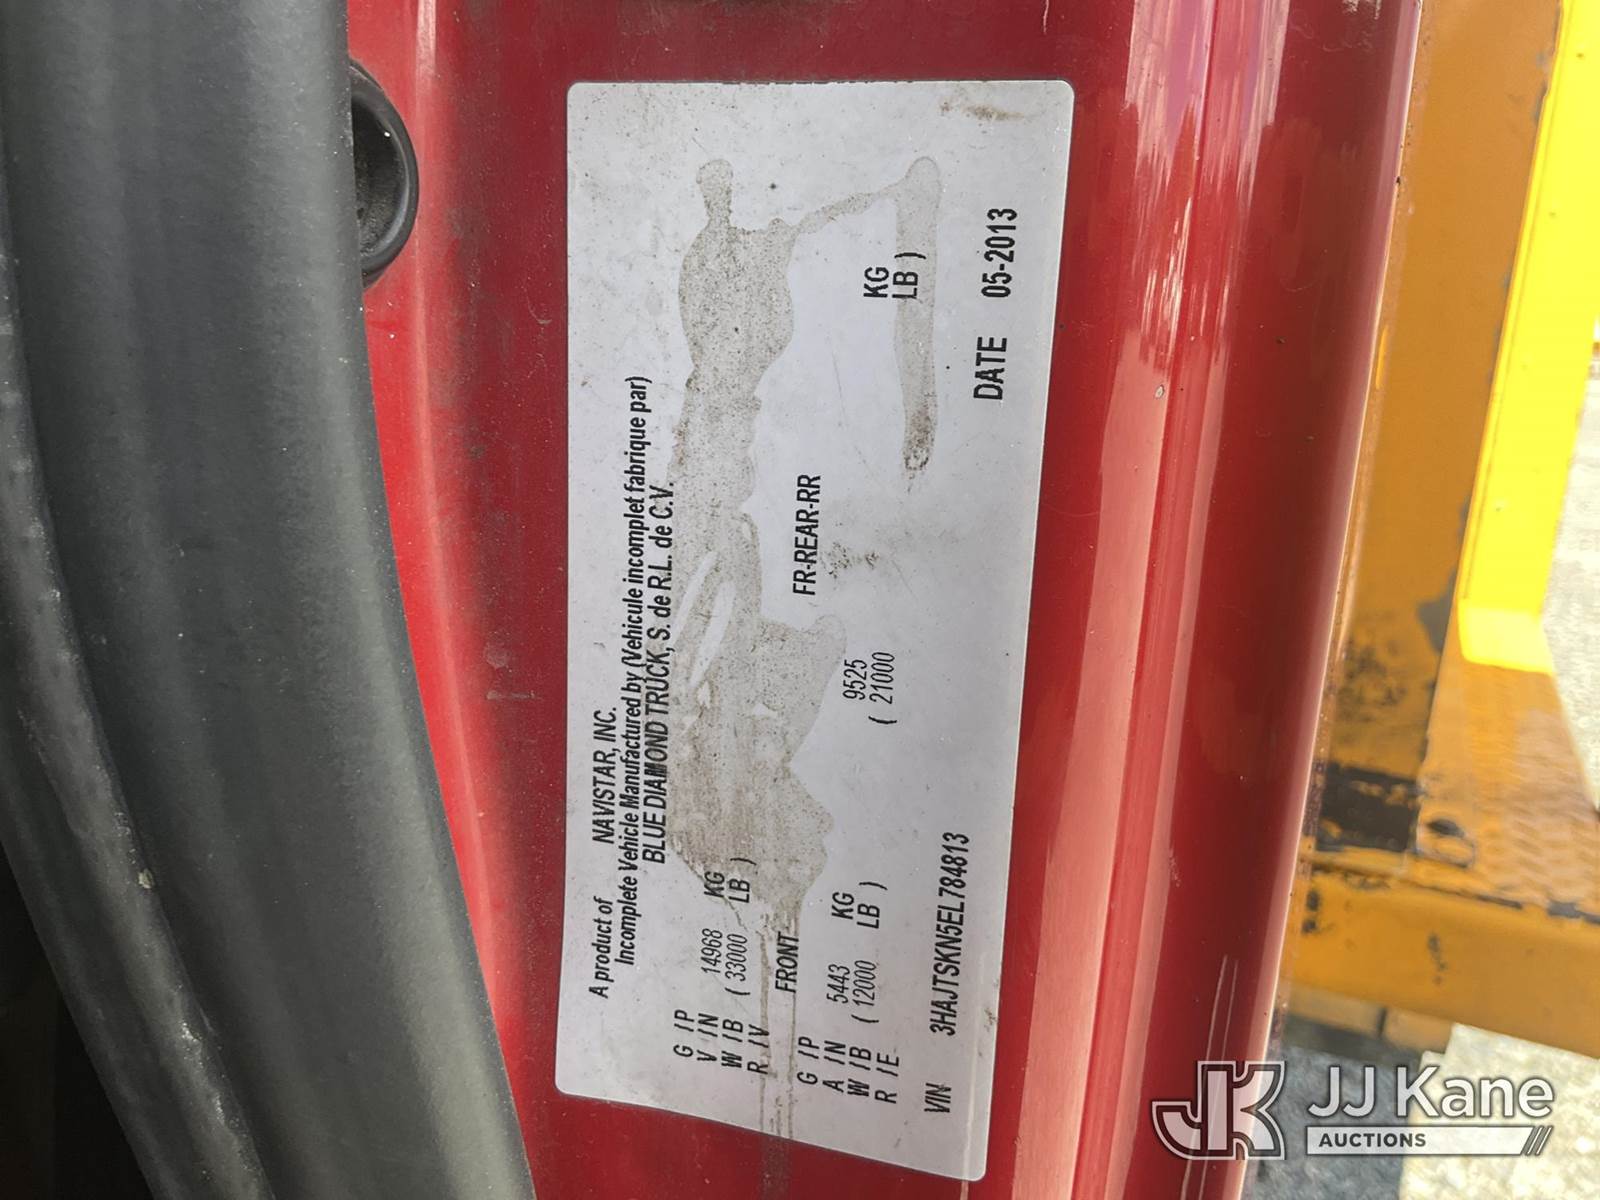 A product of NAVISTAR, INC.
Incomplete Vehicle Manufactured by (Vehicule incomplet fabrique par)
BLUE DIAMOND TRUCK, S. de R.L. de C.V.
G I P
V I N 14968 KG
W I B ( 33000 LB )
R I V
FRONT FR-REAR-RR
G I P
A I N 5443 KG 9525 KG
W I B ( 12000 LB ) ( 21000 LB )
R I E
VIN 3HAJTSKN5EL784813 DATE 05-2013
JK JJ Kane
AUCTIONS